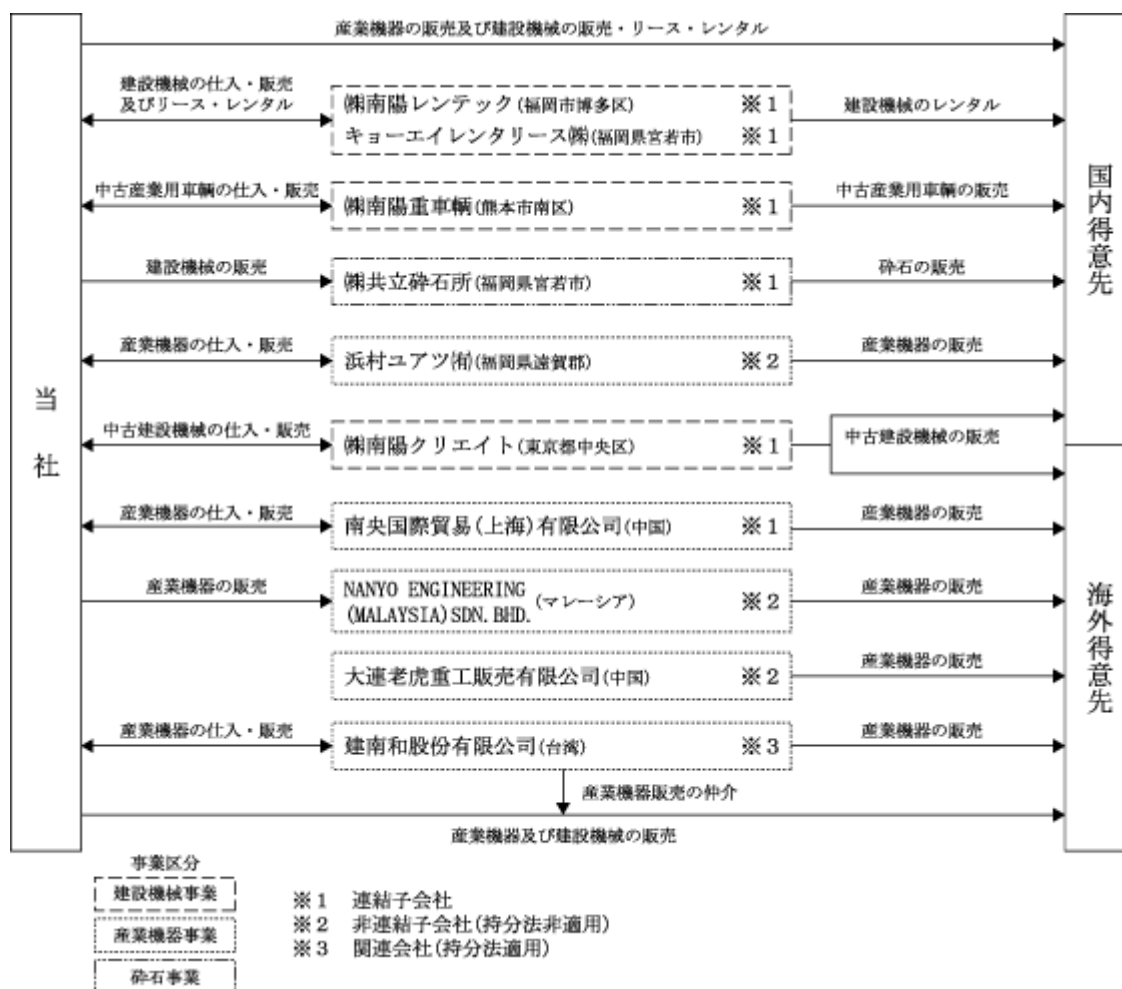 産業機器の販売及び建設機械の販売・リース・レンタル
当社
国内得意先
海外得意先
建設機械の仕入・販売
及びリース・レンタル
㈱南陽レンテック(福岡市博多区) ※1
キョーエイレンタリース㈱(福岡県宮若市) ※1
建設機械のレンタル
中古産業用車輌の仕入・販売
㈱南陽重車輌(熊本市南区) ※1
中古産業用車輌の販売
建設機械の販売
㈱共立砕石所(福岡県宮若市) ※1
砕石の販売
産業機器の仕入・販売
浜村ユアツ㈲(福岡県遠賀郡) ※2
産業機器の販売
中古建設機械の仕入・販売
㈱南陽クリエイト(東京都中央区) ※1
中古建設機械の販売
産業機器の仕入・販売
南央国際貿易(上海)有限公司(中国) ※1
産業機器の販売
産業機器の販売
NANYO ENGINEERING
(MALAYSIA)SDN.BHD. (マレーシア) ※2
産業機器の販売
大連老虎重工販売有限公司(中国) ※2
産業機器の販売
産業機器の仕入・販売
建南和股份有限公司(台湾) ※3
産業機器の販売
産業機器販売の仲介
産業機器及び建設機械の販売
事業区分
建設機械事業
産業機器事業
砕石事業
※1 連結子会社
※2 非連結子会社(持分法非適用)
※3 関連会社(持分法適用)